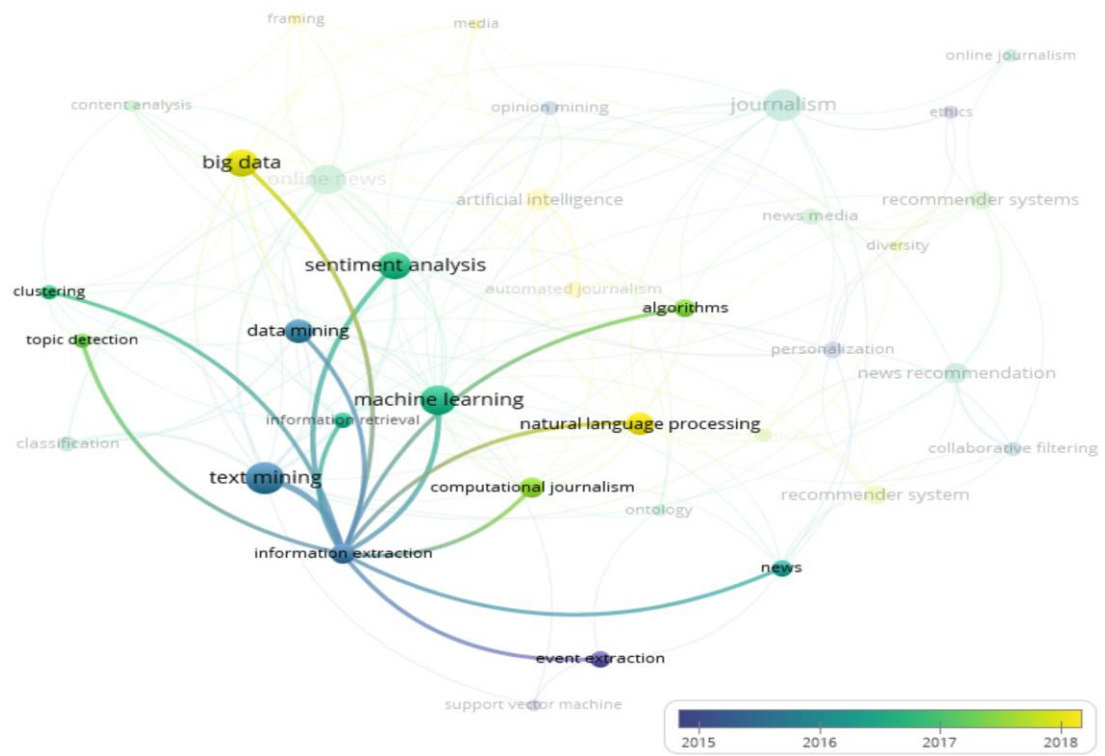 framing
media
online journalism
content analysis
opinion mining
journalism
ethics
big data
online news
artificial intelligence
recommender systems
news media
diversity
sentiment analysis
clustering
automated journalism
algorithms
data mining
topic detection
personalization
news recommendation
machine learning
information retrieval
natural language processing
classification
collaborative filtering
text mining
computational journalism
recommender system
ontology
information extraction
news
event extraction
support vector machine
2015 2016 2017 2018